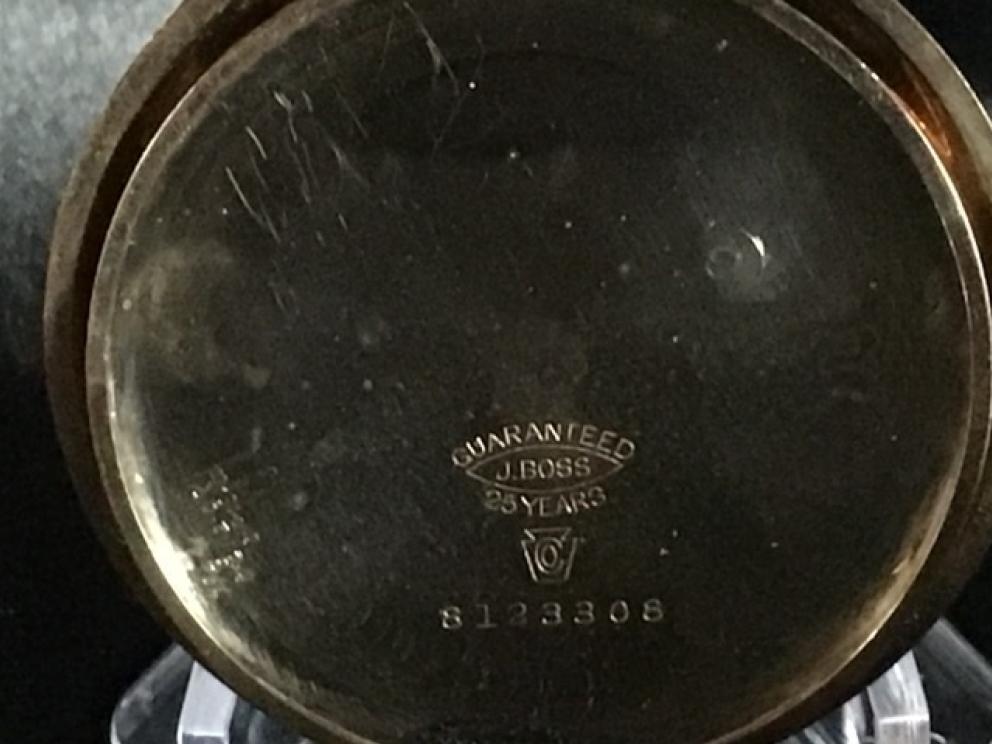 GUARANTEED
J.BOSS
25 YEARS
8123308